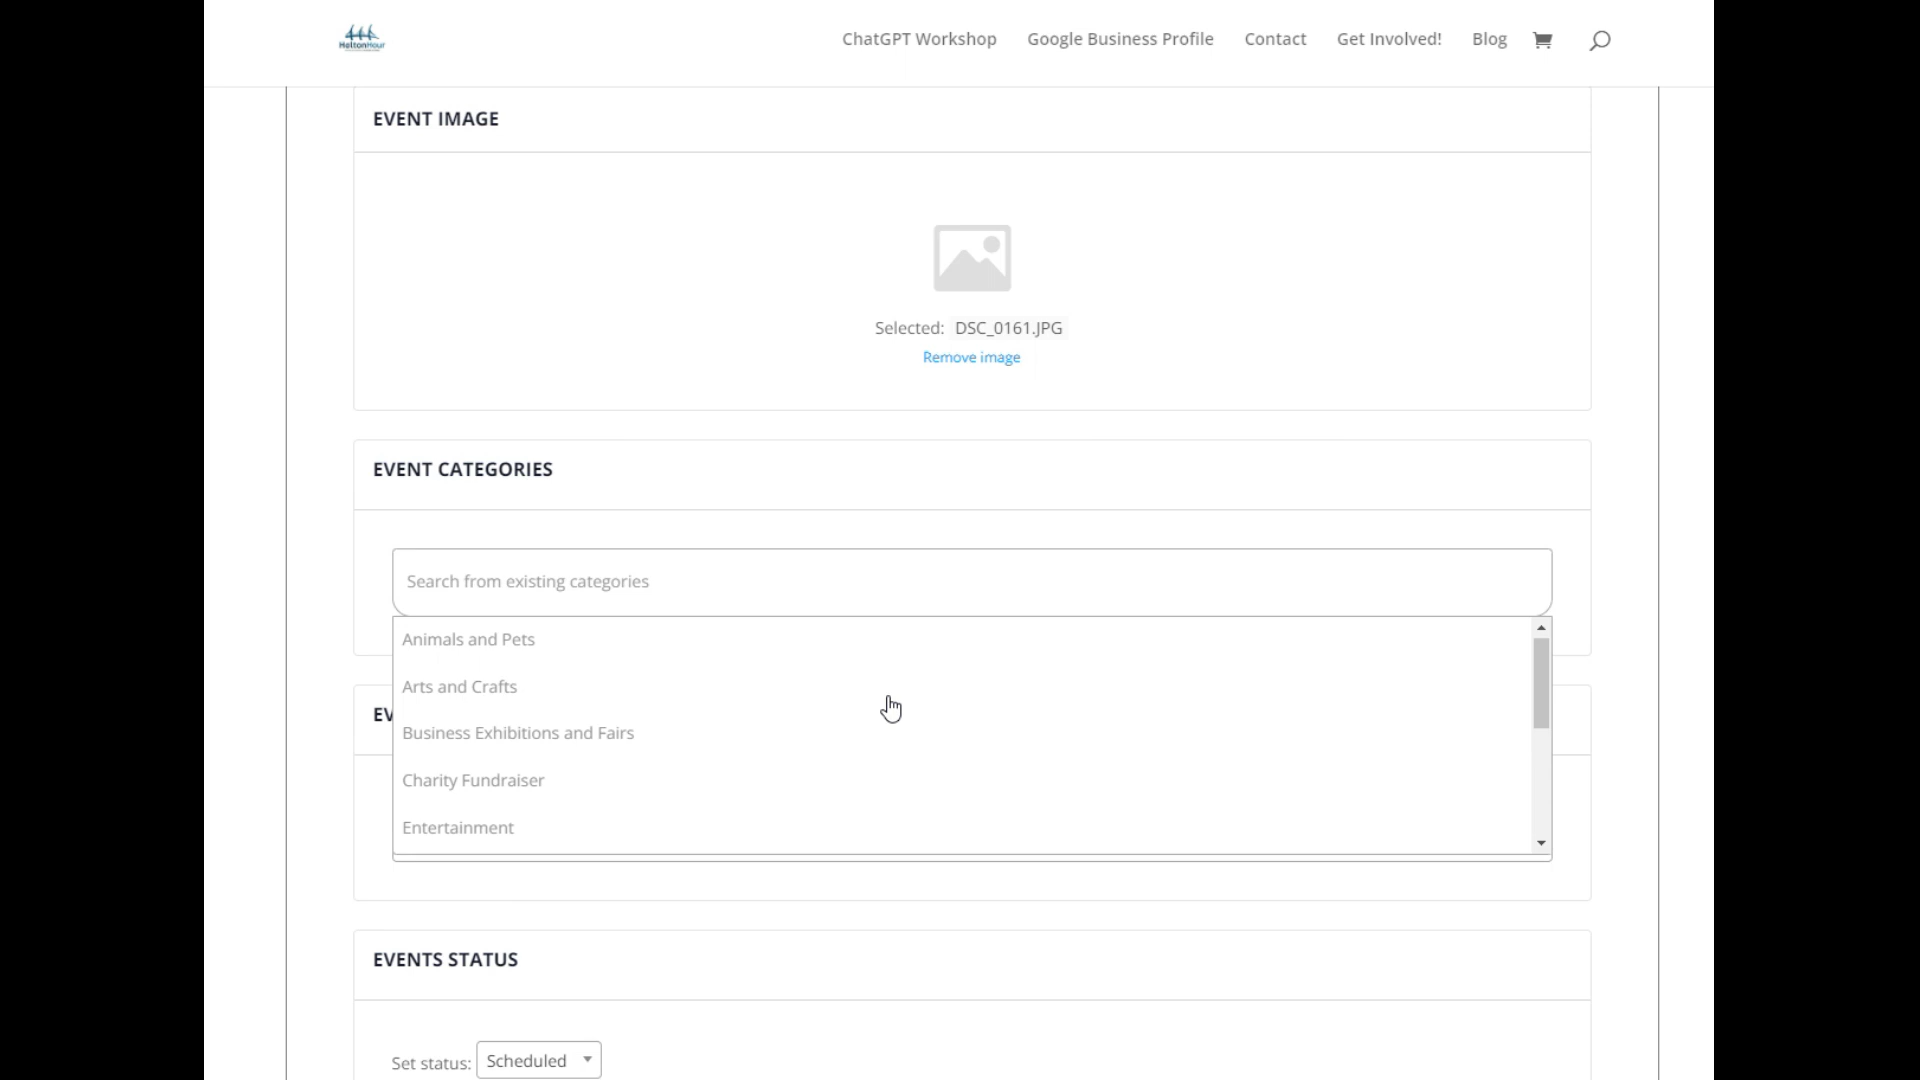 HeltonHour
ChatGPT Workshop Google Business Profile Contact Get Involved! Blog
EVENT IMAGE
Selected: DSC_0161.JPG
Remove image
EVENT CATEGORIES
Search from existing categories
Animals and Pets
Arts and Crafts
EV
Business Exhibitions and Fairs
Charity Fundraiser
Entertainment
EVENTS STATUS
Set status: Scheduled